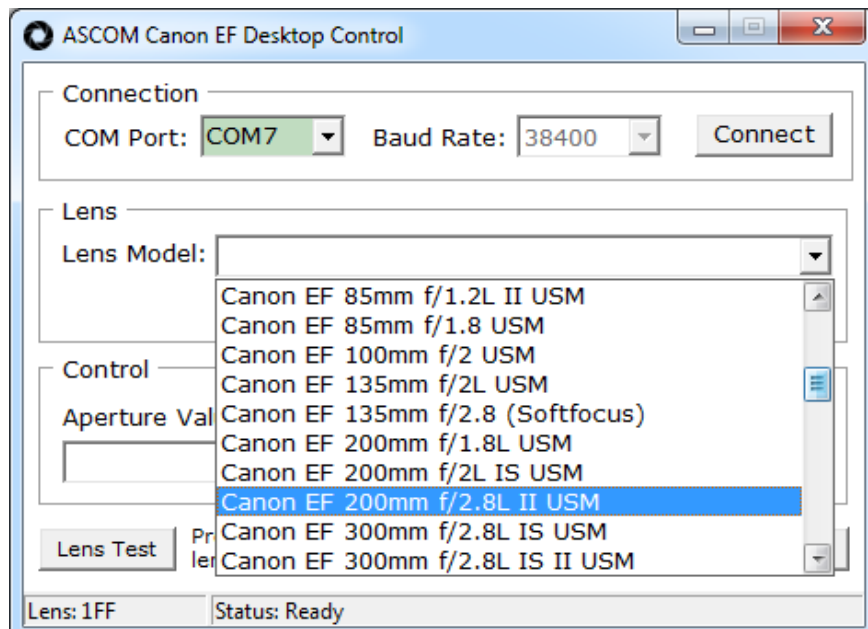 ASCOM Canon EF Desktop Control
Connection
COM Port: COM7 Baud Rate: 38400 Connect
Lens
Lens Model:
Canon EF 85mm f/1.2L II USM
Canon EF 85mm f/1.8 USM
Canon EF 100mm f/2 USM
Control
Canon EF 135mm f/2L USM
Aperture Val
Canon EF 135mm f/2.8 (Softfocus)
Canon EF 200mm f/1.8L USM
Canon EF 200mm f/2L IS USM
Canon EF 200mm f/2.8L II USM
Lens Test
Pr
Canon EF 300mm f/2.8L IS USM
ler
Canon EF 300mm f/2.8L IS II USM
Lens: 1FF Status: Ready